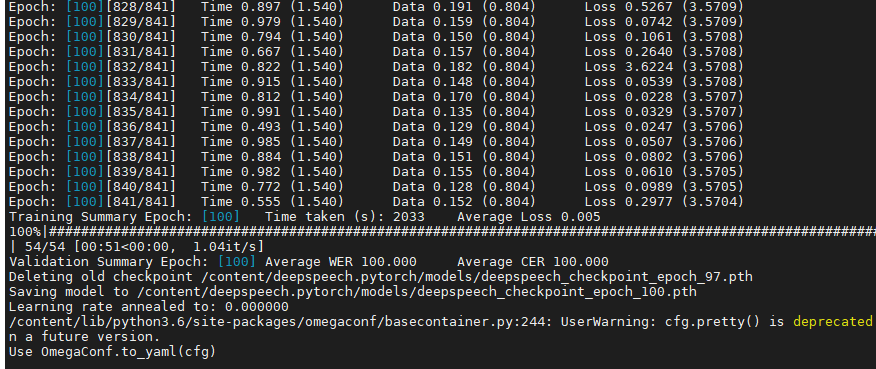 Epoch: [100][828/841] Time 0.897 (1.540) Data 0.191 (0.804) Loss 0.5267 (3.5709)
Epoch: [100][829/841] Time 0.979 (1.540) Data 0.159 (0.804) Loss 0.0742 (3.5709)
Epoch: [100][830/841] Time 0.794 (1.540) Data 0.150 (0.804) Loss 0.1061 (3.5708)
Epoch: [100][831/841] Time 0.667 (1.540) Data 0.157 (0.804) Loss 0.2640 (3.5708)
Epoch: [100][832/841] Time 0.822 (1.540) Data 0.182 (0.804) Loss 3.6224 (3.5708)
Epoch: [100][833/841] Time 0.915 (1.540) Data 0.148 (0.804) Loss 0.0539 (3.5708)
Epoch: [100][834/841] Time 0.812 (1.540) Data 0.170 (0.804) Loss 0.0228 (3.5707)
Epoch: [100][835/841] Time 0.991 (1.540) Data 0.135 (0.804) Loss 0.0329 (3.5707)
Epoch: [100][836/841] Time 0.493 (1.540) Data 0.129 (0.804) Loss 0.0247 (3.5706)
Epoch: [100][837/841] Time 0.985 (1.540) Data 0.149 (0.804) Loss 0.0507 (3.5706)
Epoch: [100][838/841] Time 0.884 (1.540) Data 0.151 (0.804) Loss 0.0802 (3.5706)
Epoch: [100][839/841] Time 0.982 (1.540) Data 0.155 (0.804) Loss 0.0610 (3.5705)
Epoch: [100][840/841] Time 0.772 (1.540) Data 0.128 (0.804) Loss 0.0989 (3.5705)
Epoch: [100][841/841] Time 0.555 (1.540) Data 0.152 (0.804) Loss 0.2977 (3.5704)
Training Summary Epoch: [100] Time taken (s): 2033 Average Loss 0.005
100%|########################################################################################################
| 54/54 [00:51<00:00, 1.04it/s]
Validation Summary Epoch: [100] Average WER 100.000 Average CER 100.000
Deleting old checkpoint /content/deepspeech.pytorch/models/deepspeech_checkpoint_epoch_97.pth
Saving model to /content/deepspeech.pytorch/models/deepspeech_checkpoint_epoch_100.pth
Learning rate annealed to: 0.000000
/content/lib/python3.6/site-packages/omegaconf/basecontainer.py:244: UserWarning: cfg.pretty() is deprecated
n a future version.
Use OmegaConf.to_yaml(cfg)